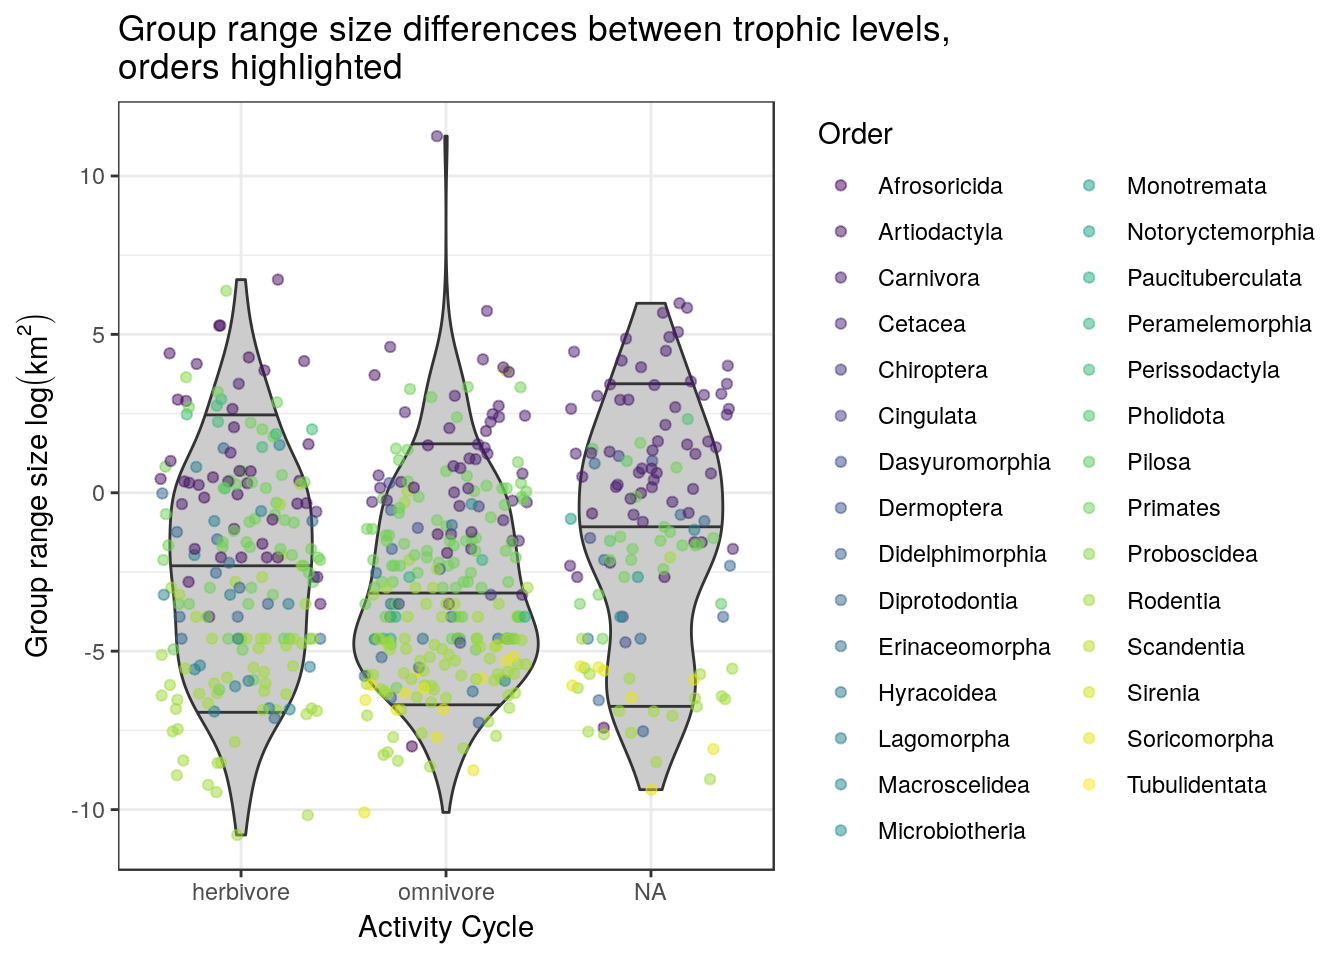 Group range size differences between trophic levels,
orders highlighted
Group range size log(km²)
10
5
0
-5
-10
herbivore
omnivore
NA
Activity Cycle
Order
Afrosoricida
Artiodactyla
Carnivora
Cetacea
Chiroptera
Cingulata
Dasyuromorphia
Dermoptera
Didelphimorphia
Diprotodontia
Erinaceomorpha
Hyracoidea
Lagomorpha
Macroscelidea
Microbiotheria
Monotremata
Notoryctemorphia
Paucituberculata
Peramelemorphia
Perissodactyla
Pholidota
Pilosa
Primates
Proboscidea
Rodentia
Scandentia
Sirenia
Soricomorpha
Tubulidentata